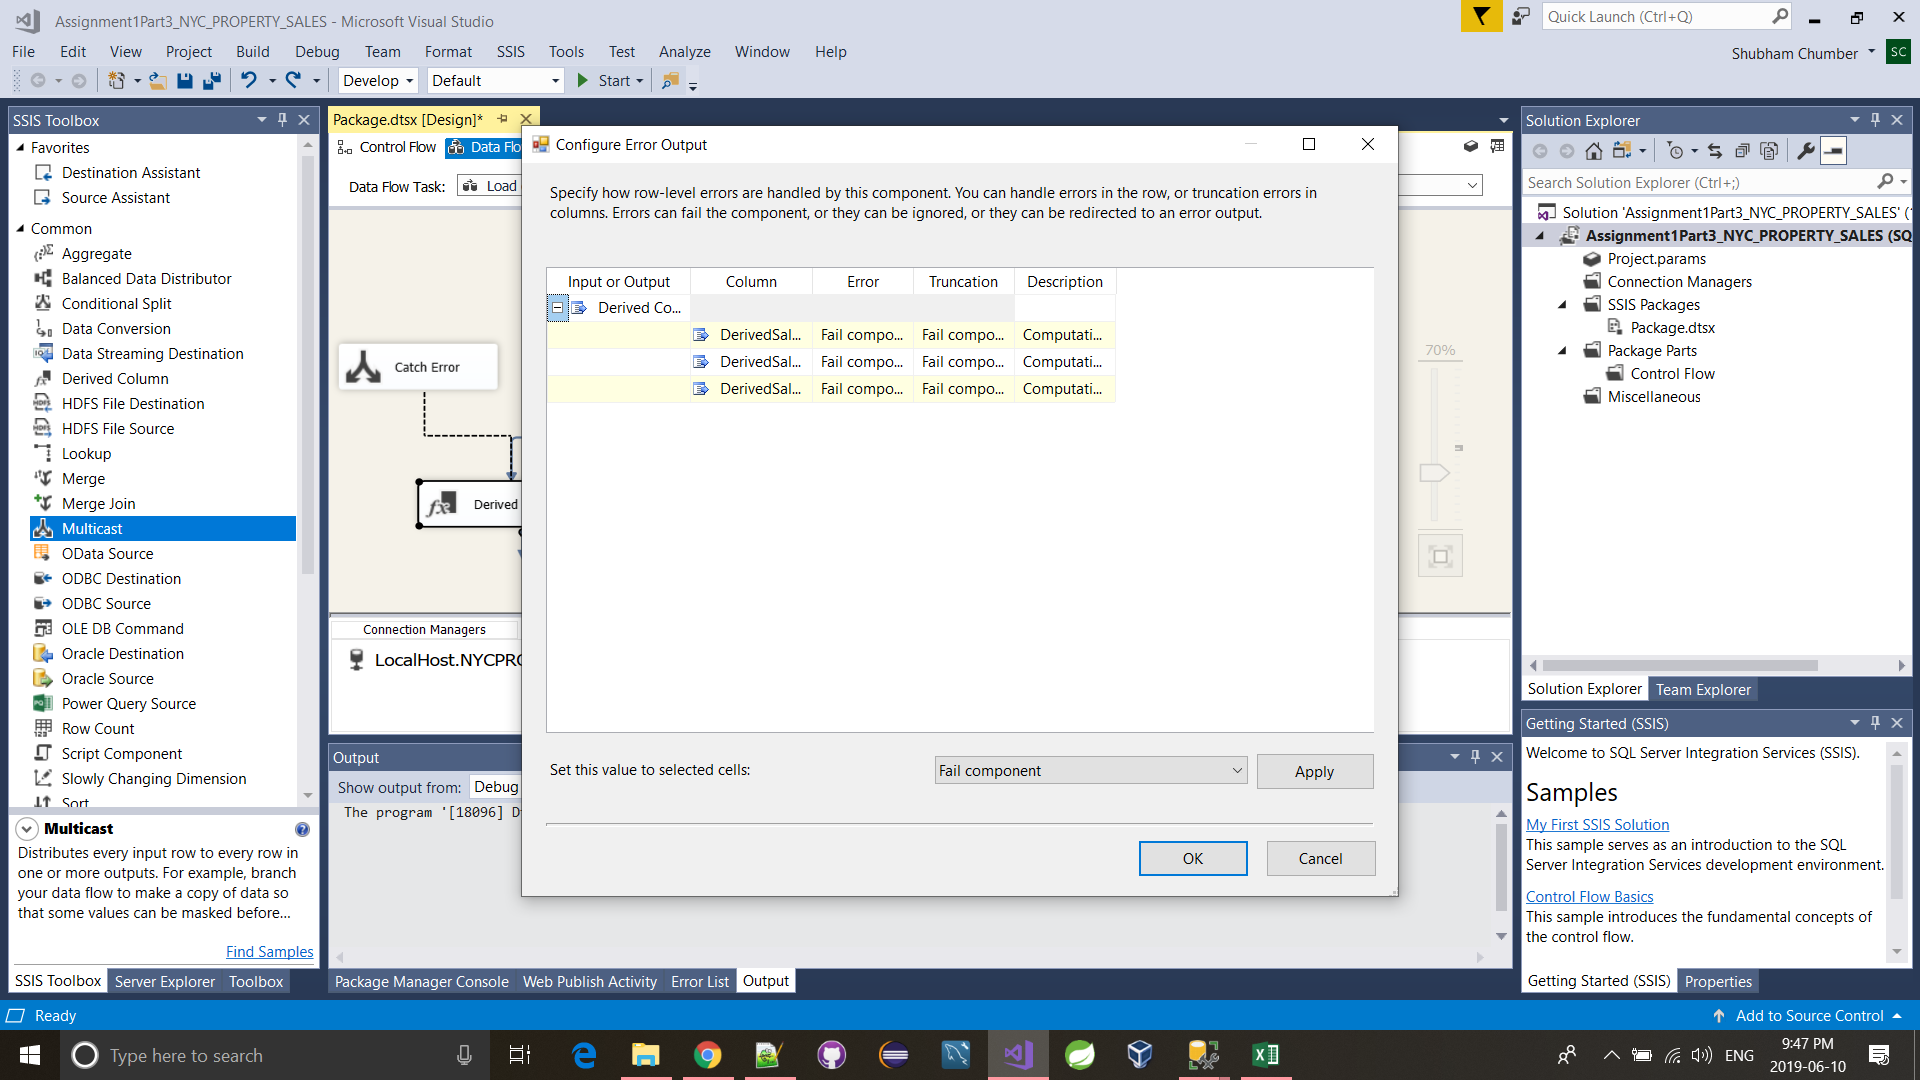 Assignment1Part3_NYC_PROPERTY_SALES - Microsoft Visual Studio
Quick Launch (Ctrl+Q)
File Edit View Project Build Debug Team Format SSIS Tools Test Analyze Window Help
Shubham Chumber SC
Develop Default Start
SSIS Toolbox
Favorites
Destination Assistant
Source Assistant
Common
Aggregate
Balanced Data Distributor
Conditional Split
Data Conversion
Data Streaming Destination
Derived Column
HDFS File Destination
HDFS File Source
Lookup
Merge
Merge Join
Multicast
OData Source
ODBC Destination
ODBC Source
OLE DB Command
Oracle Destination
Oracle Source
Power Query Source
Row Count
Script Component
Slowly Changing Dimension
Sort
Multicast
Distributes every input row to every row in
one or more outputs. For example, branch
your data flow to make a copy of data so
that some values can be masked before...
Find Samples
SSIS Toolbox Server Explorer Toolbox
Package.dtsx [Design]*
Control Flow Data Flo
Data Flow Task: Load
Catch Error
Derived
70%
Connection Managers
LocalHost.NYCPRO
Output
Show output from: Debug
The program '[18096] D
Package Manager Console Web Publish Activity Error List Output
Configure Error Output
Specify how row-level errors are handled by this component. You can handle errors in the row, or truncation errors in
columns. Errors can fail the component, or they can be ignored, or they can be redirected to an error output.
Input or Output Column Error Truncation Description
Derived Co...
DerivedSal... Fail compo... Fail compo... Computati...
DerivedSal... Fail compo... Fail compo... Computati...
DerivedSal... Fail compo... Fail compo... Computati...
Set this value to selected cells: Fail component Apply
OK Cancel
Solution Explorer
Search Solution Explorer (Ctrl+;)
Solution 'Assignment1Part3_NYC_PROPERTY_SALES' (
Assignment1Part3_NYC_PROPERTY_SALES (SQ
Project.params
Connection Managers
SSIS Packages
Package.dtsx
Package Parts
Control Flow
Miscellaneous
Solution Explorer Team Explorer
Getting Started (SSIS)
Welcome to SQL Server Integration Services (SSIS).
Samples
My First SSIS Solution
This sample serves as an introduction to the SQL
Server Integration Services development environment.
Control Flow Basics
This sample introduces the fundamental concepts of
the control flow.
Getting Started (SSIS) Properties
Ready
Add to Source Control
Type here to search
ENG
9:47 PM
2019-06-10